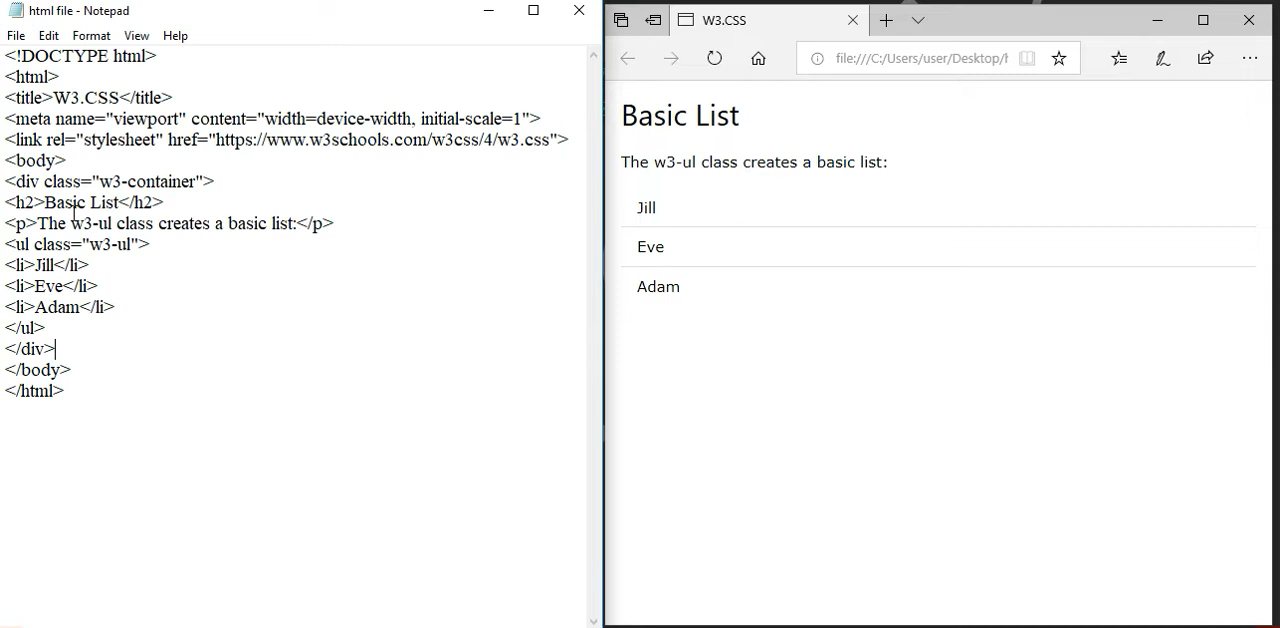 html file - Notepad
File Edit Format View Help
<!DOCTYPE html>
<html>
<title>W3.CSS</title>
<meta name="viewport" content="width=device-width, initial-scale=1">
<link rel="stylesheet" href="https://www.w3schools.com/w3css/4/w3.css">
<body>
<div class="w3-container">
<h2>Basic List</h2>
<p>The w3-ul class creates a basic list:</p>
<ul class="w3-ul">
<li>Jill</li>
<li>Eve</li>
<li>Adam</li>
</ul>
</div>
</body>
</html>
W3.CSS
file:///C:/Users/user/Desktop/h
Basic List
The w3-ul class creates a basic list:
Jill
Eve
Adam